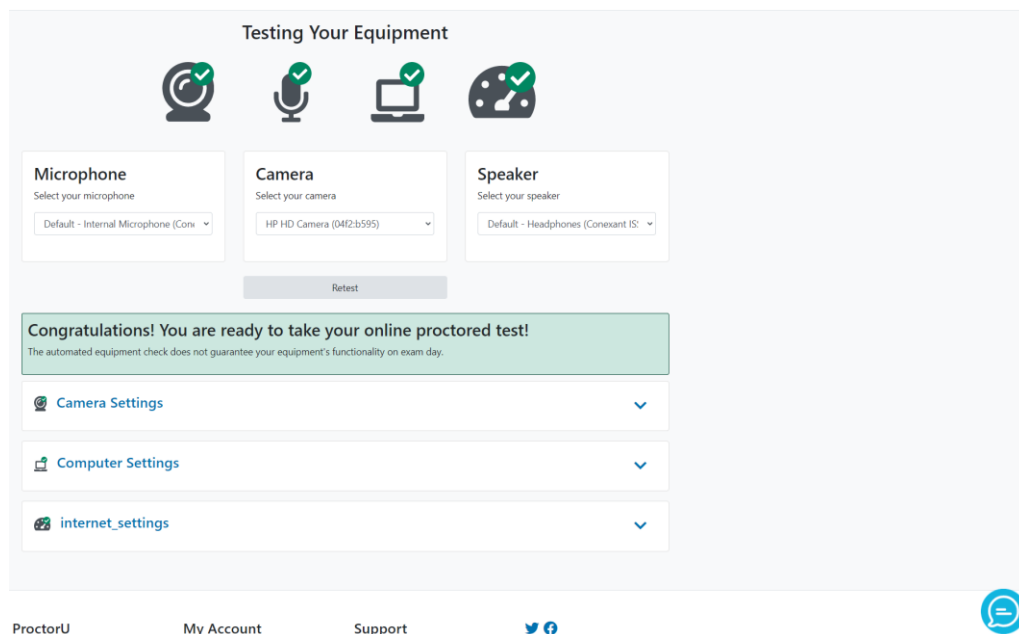 Testing Your Equipment
Microphone
Select your microphone
Default - Internal Microphone (Con
Camera
Select your camera
HP HD Camera (04f2:b595)
Speaker
Select your speaker
Default - Headphones (Conexant IS
Retest
Congratulations! You are ready to take your online proctored test!
The automated equipment check does not guarantee your equipment's functionality on exam day.
Camera Settings
Computer Settings
internet_settings
ProctorU
My Account
Support